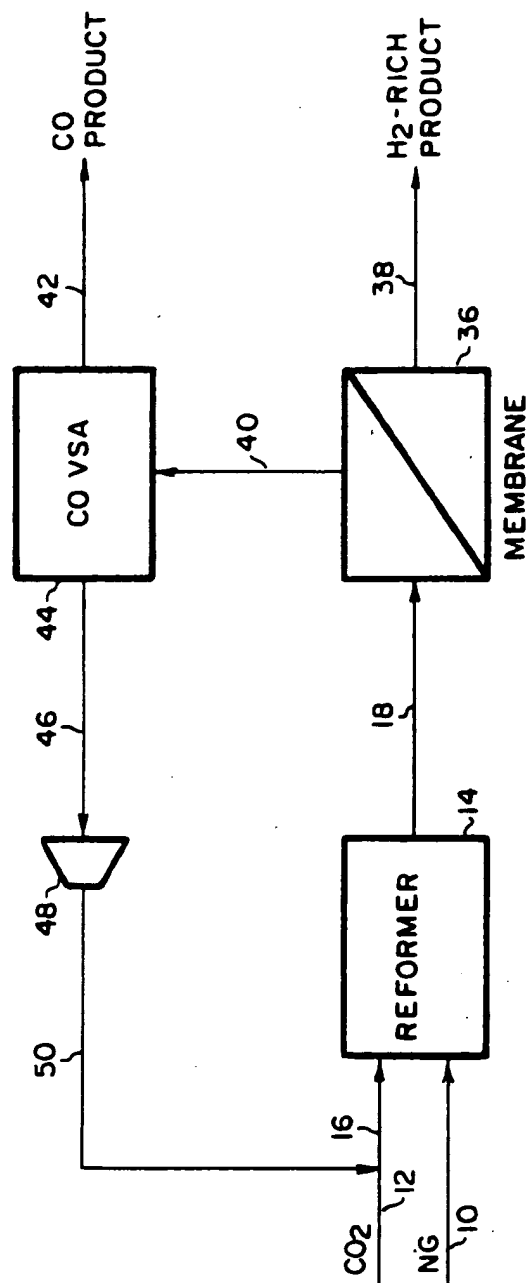 CO
PRODUCT
42
CO VSA
44
46
48
50
40
H2-RICH
PRODUCT
38
36
MEMBRANE
18
14
REFORMER
16
12
CO2
NG
10